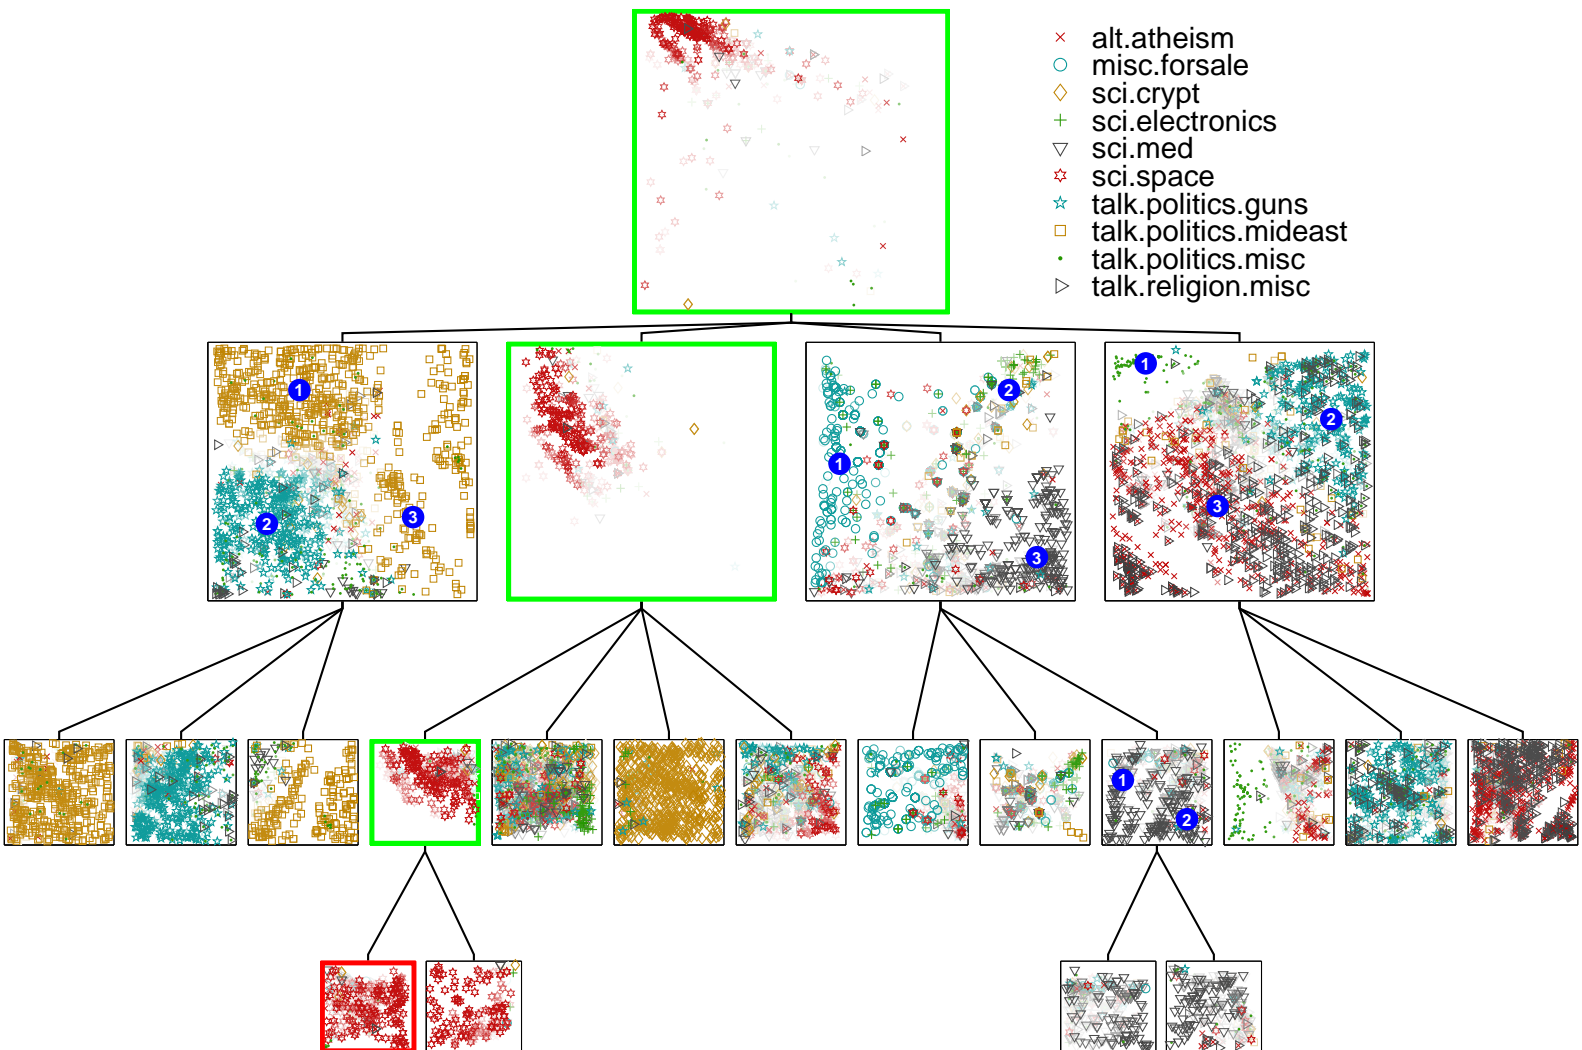 alt.atheism
misc.forsale
sci.crypt
sci.electronics
sci.med
sci.space
talk.politics.guns
talk.politics.mideast
talk.politics.misc
talk.religion.misc
1
2
3
1
2
3
1
2
3
1
2